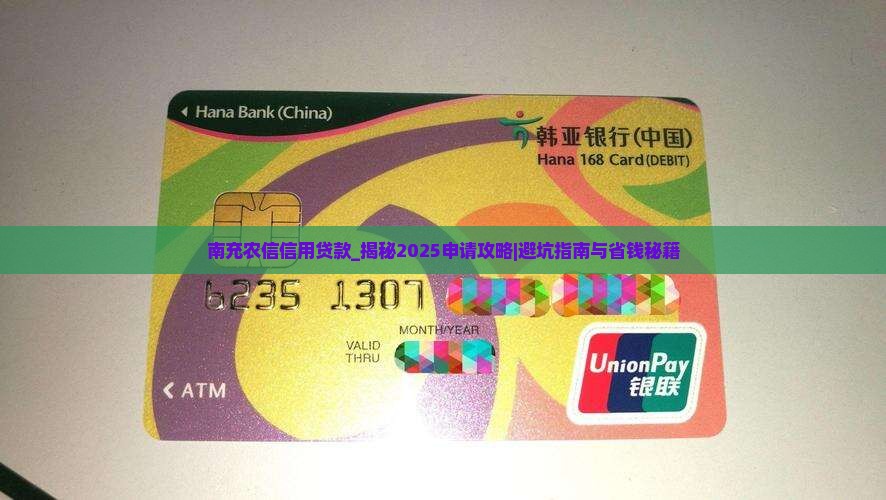 Hana Bank (China)
韩亚银行(中国)
Hana 168 Card(DEBIT)
南充农信信用贷款_揭秘2025申请攻略|避坑指南与省钱秘籍
6235 1307
MONTH/YEAR
VALID
THRU
ATM
UnionPay
银联